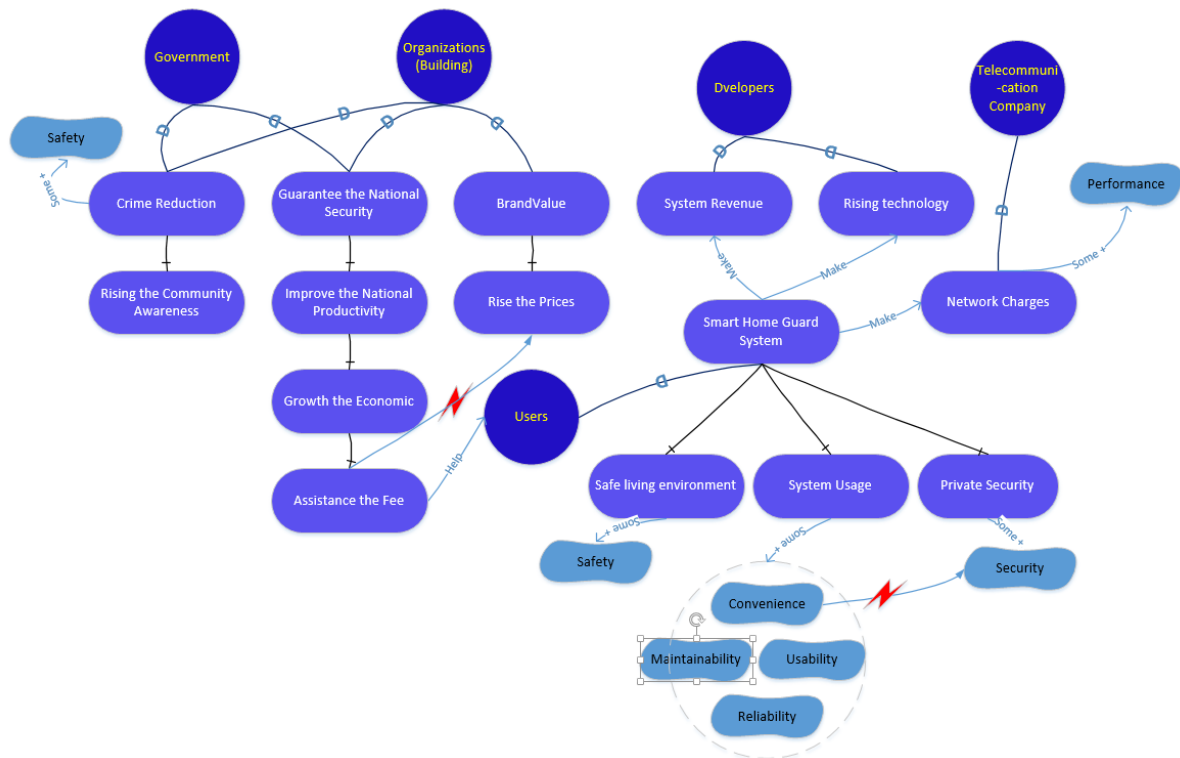 Government
Organizations
(Building)
Dvelopers
Telecommuni
-cation
Company
D
D
D
D
D
D
D
D
Safety
Some +
Crime Reduction
Guarantee the National
Security
BrandValue
System Revenue
Rising technology
Performance
Make
Make
Some +
Rising the Community
Awareness
Improve the National
Productivity
Rise the Prices
Smart Home Guard
System
Make
Network Charges
D
Growth the Economic
Users
Help
Assistance the Fee
Safe living environment
System Usage
Private Security
Some +
Some +
Some +
Safety
Security
Convenience
Maintainability
Usability
Reliability